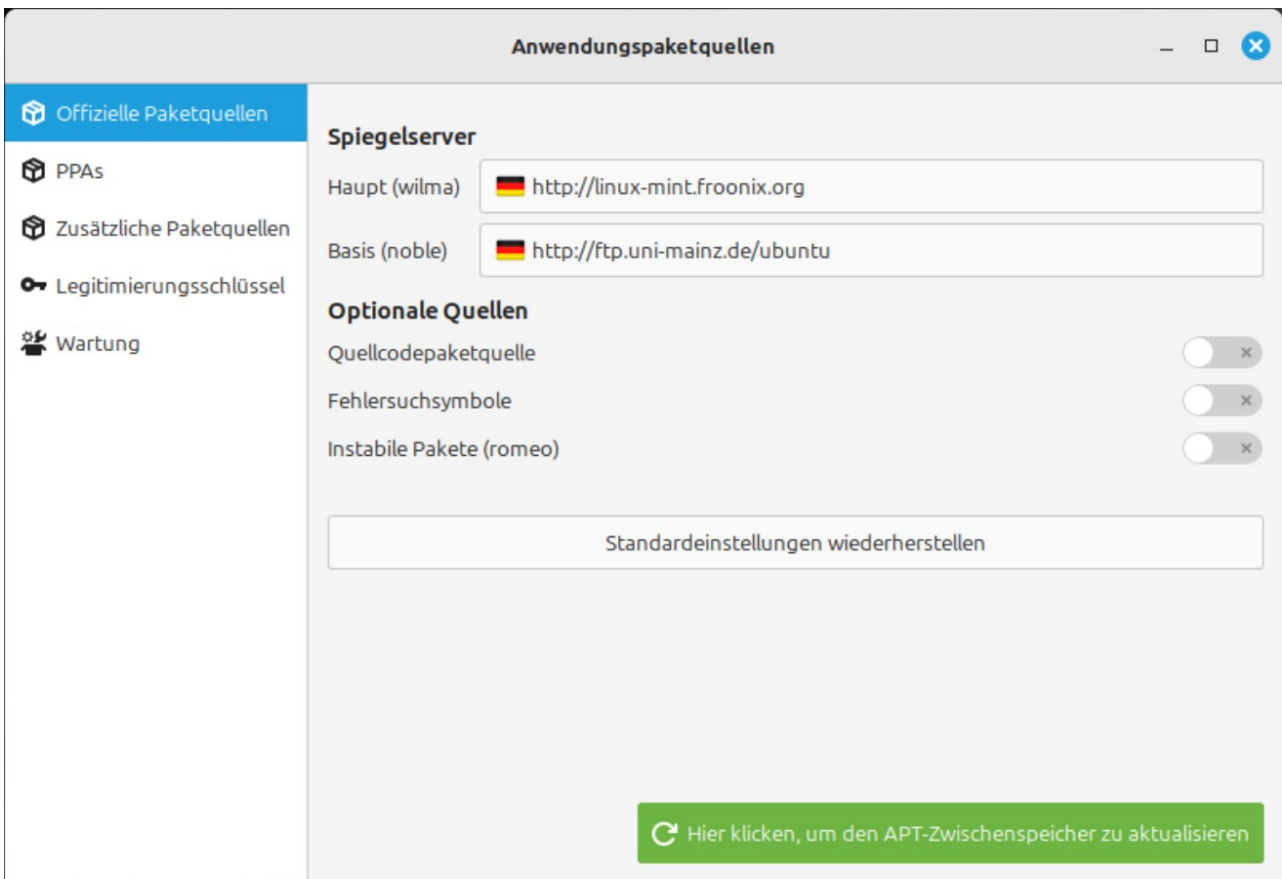 Anwendungspaketquellen
Offizielle Paketquellen
PPAs
Zusätzliche Paketquellen
Legitimierungsschlüssel
Wartung
Spiegelserver
Haupt (wilma) http://linux-mint.froonix.org
Basis (noble) http://ftp.uni-mainz.de/ubuntu
Optionale Quellen
Quellcodepaketquelle
Fehlersuchsymbole
Instabile Pakete (romeo)
Standardeinstellungen wiederherstellen
Hier klicken, um den APT-Zwischenspeicher zu aktualisieren